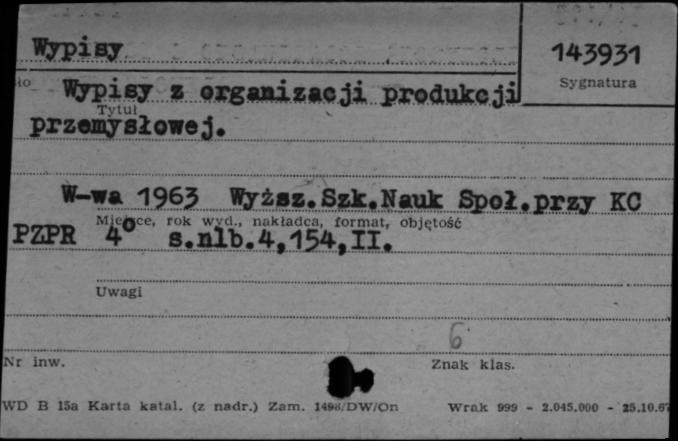 Wypisy
143931
Sygnatura
ło Wypisy z organizacji produkcji
Tytuł
przemysłowej.
W-wa 1963 Wyższ.Szk.Nauk Społ.przy KC
Miejsce, rok wyd., nakładca, format, objętość
PZPR 4° s.nlb.4,154,II.
Uwagi
6
Nr inw.
Znak klas.
WD B 15a Karta katal. (z nadr.) Zam. 1498/DW/On Wrak 999 - 2.045.000 - 25.10.6